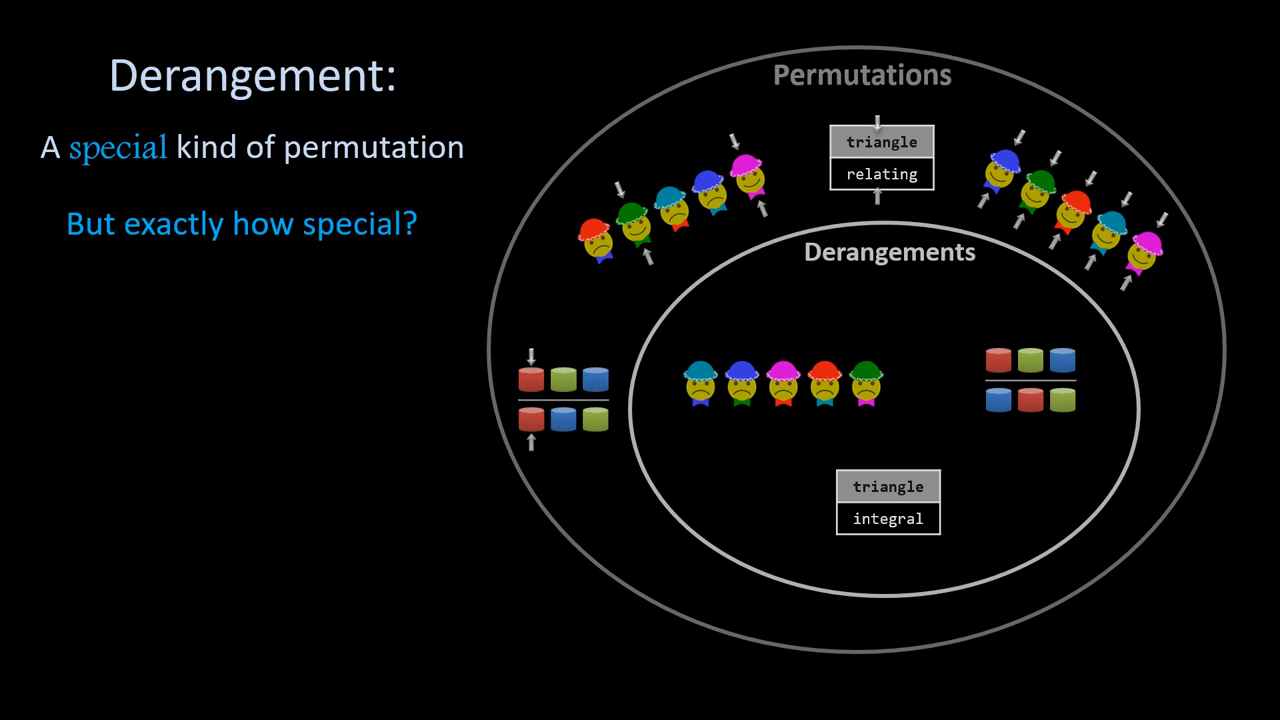 Derangement:
A special kind of permutation
But exactly how special?
Permutations
triangle
relating
Derangements
triangle
integral